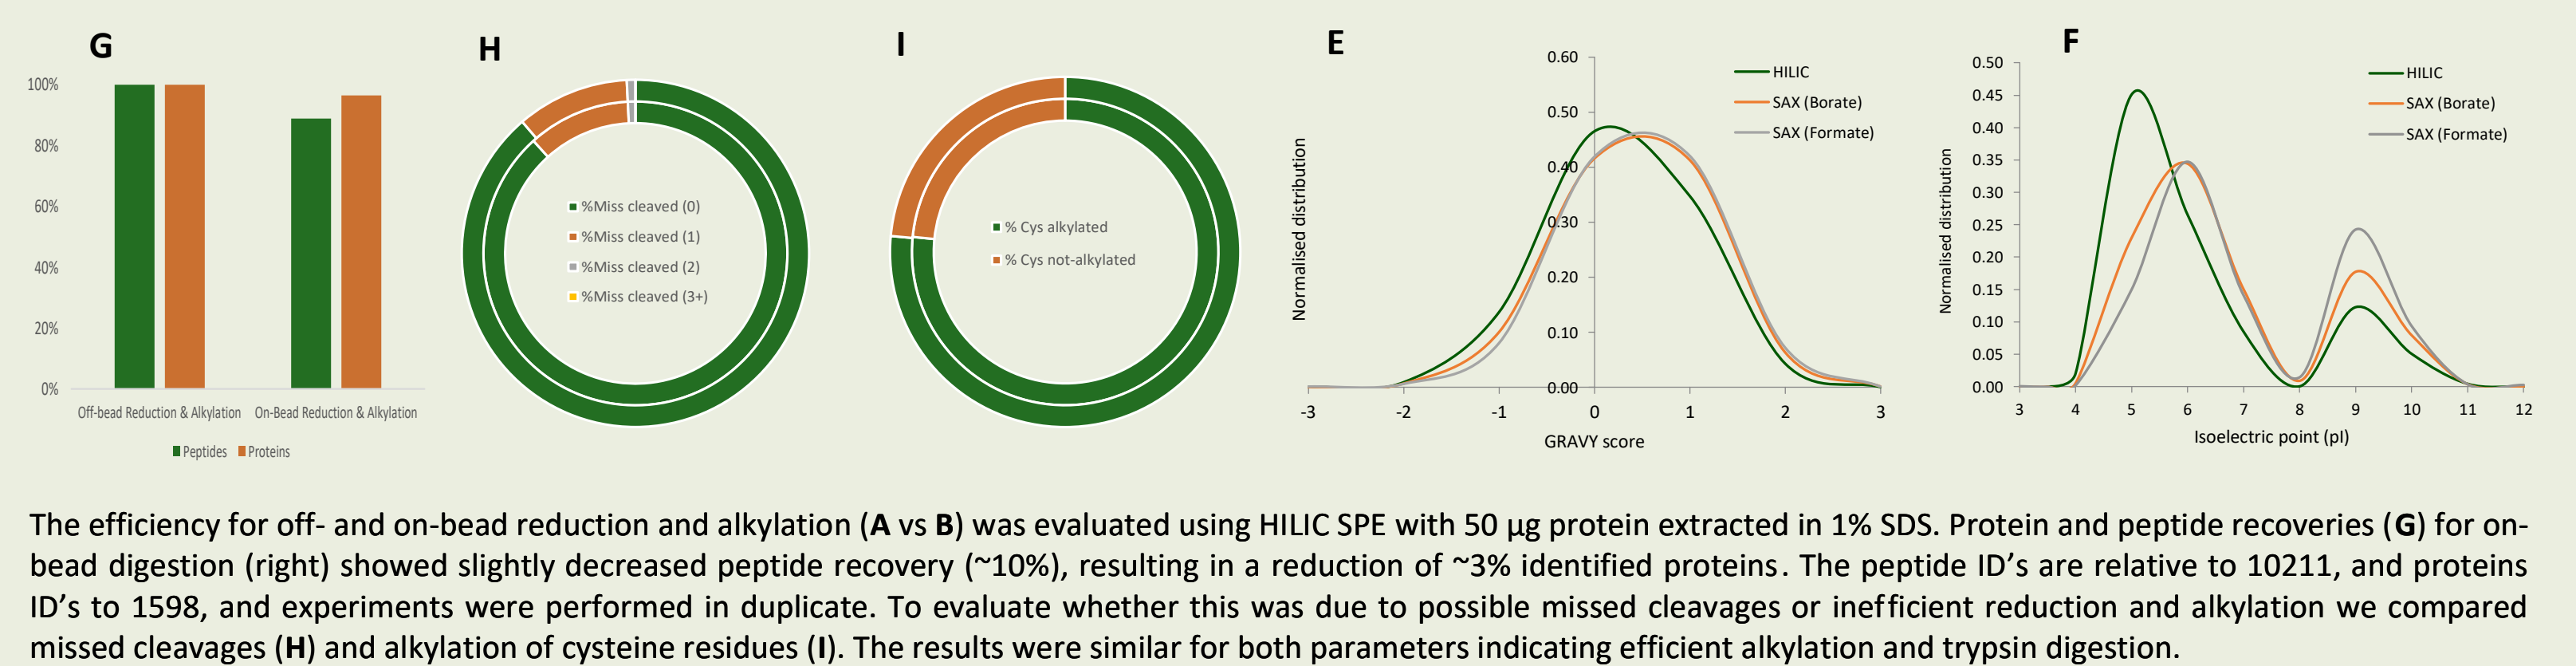 G
100%
80%
60%
40%
20%
0%
Off-bead Reduction & Alkylation
On-Bead Reduction & Alkylation
Peptides
Proteins
H
%Miss cleaved (0)
%Miss cleaved (1)
%Miss cleaved (2)
%Miss cleaved (3+)
I
% Cys alkylated
% Cys not-alkylated
E
Normalised distribution
0.60
0.50
0.40
0.30
0.20
0.10
0.00
-3 -2 -1 0 1 2 3
GRAVY score
HILIC
SAX (Borate)
SAX (Formate)
F
Normalised distribution
0.50
0.45
0.40
0.35
0.30
0.25
0.20
0.15
0.10
0.05
0.00
3 4 5 6 7 8 9 10 11 12
Isoelectric point (pI)
HILIC
SAX (Borate)
SAX (Formate)
The efficiency for off- and on-bead reduction and alkylation (A vs B) was evaluated using HILIC SPE with 50 µg protein extracted in 1% SDS. Protein and peptide recoveries (G) for on-
bead digestion (right) showed slightly decreased peptide recovery (~10%), resulting in a reduction of ~3% identified proteins. The peptide ID's are relative to 10211, and proteins
ID's to 1598, and experiments were performed in duplicate. To evaluate whether this was due to possible missed cleavages or inefficient reduction and alkylation we compared
missed cleavages (H) and alkylation of cysteine residues (I). The results were similar for both parameters indicating efficient alkylation and trypsin digestion.